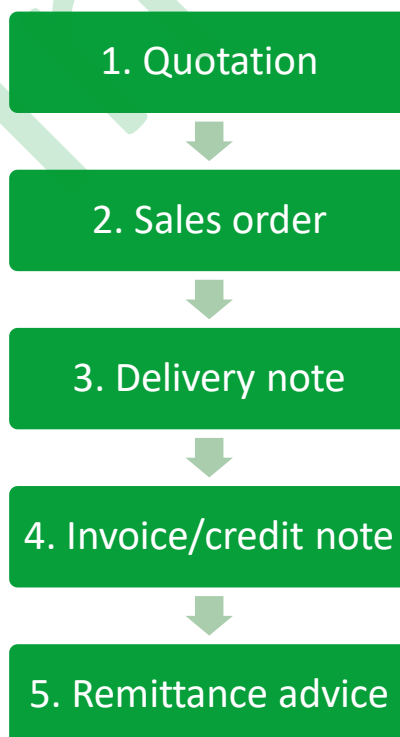 1. Quotation
2. Sales order
3. Delivery note
4. Invoice/credit note
5. Remittance advice